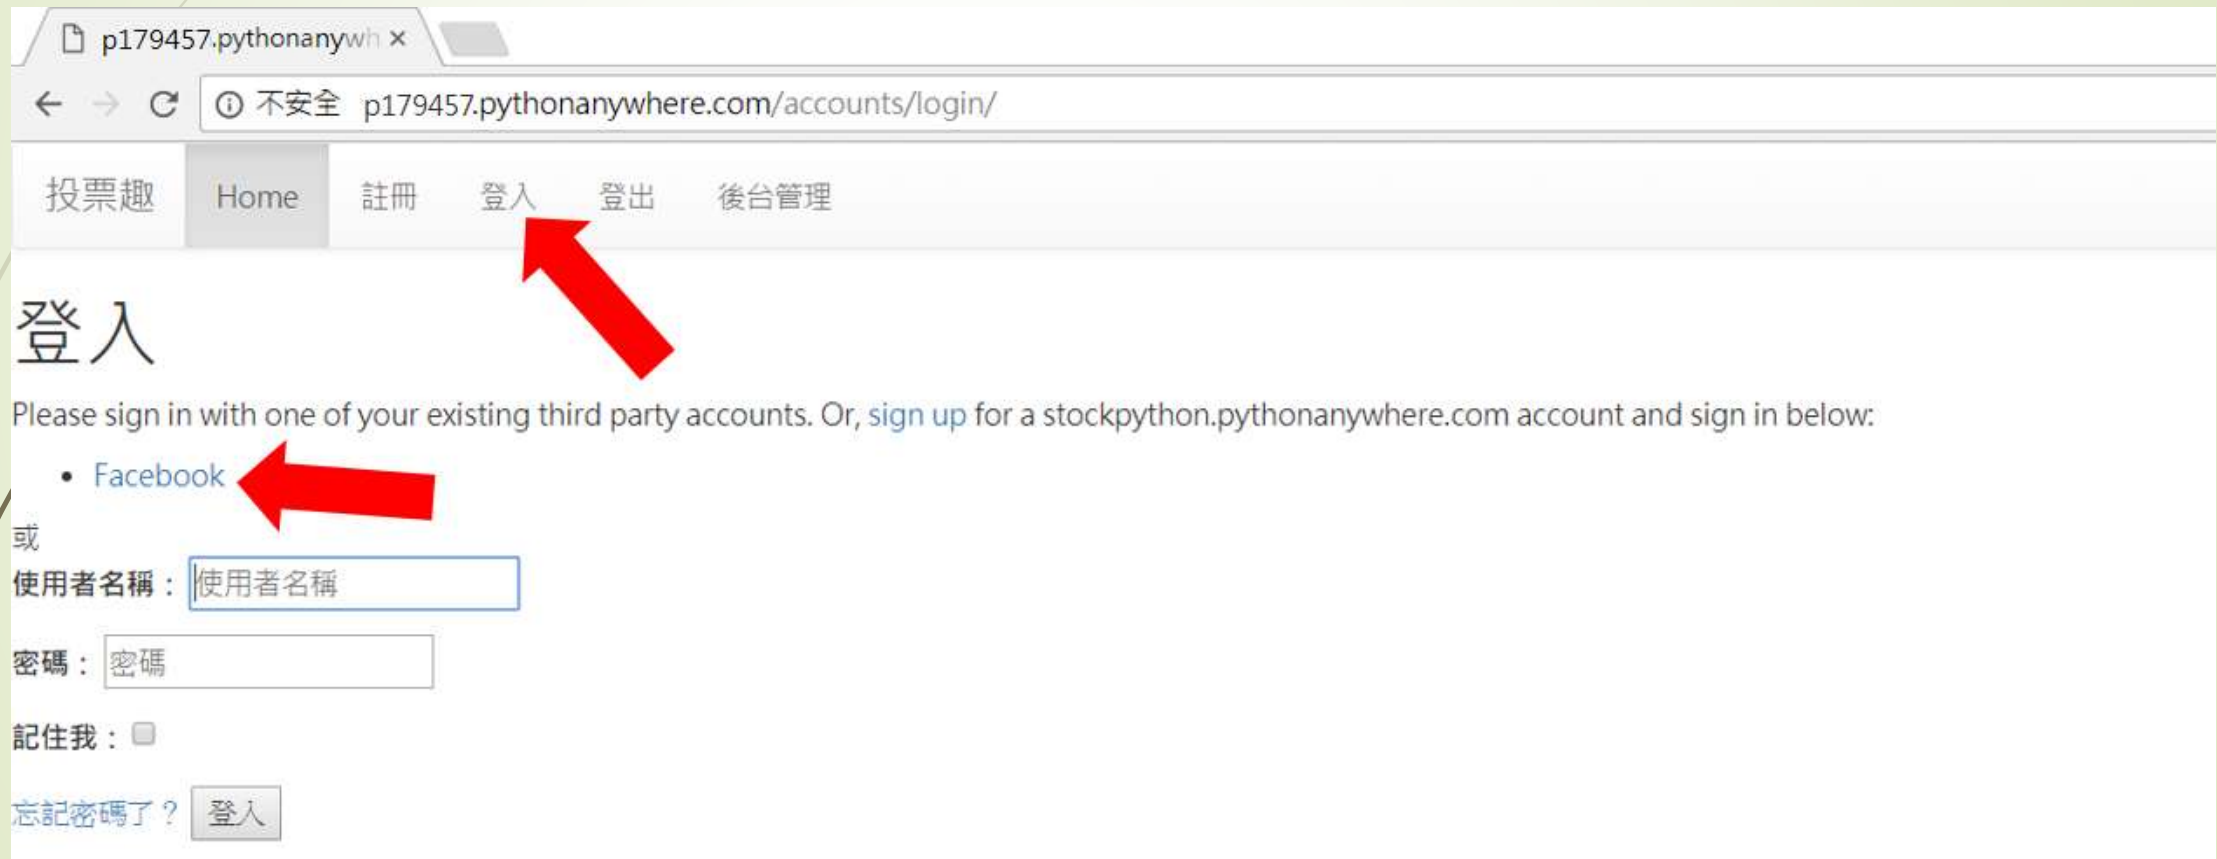 p179457.pythonanywh
不安全 p179457.pythonanywhere.com/accounts/login/
投票趣 Home 註冊 登入 登出 後台管理
登入
Please sign in with one of your existing third party accounts. Or, sign up for a stockpython.pythonanywhere.com account and sign in below:
• Facebook
或
使用者名稱： 使用者名稱
密碼： 密碼
記住我：
忘記密碼了？ 登入